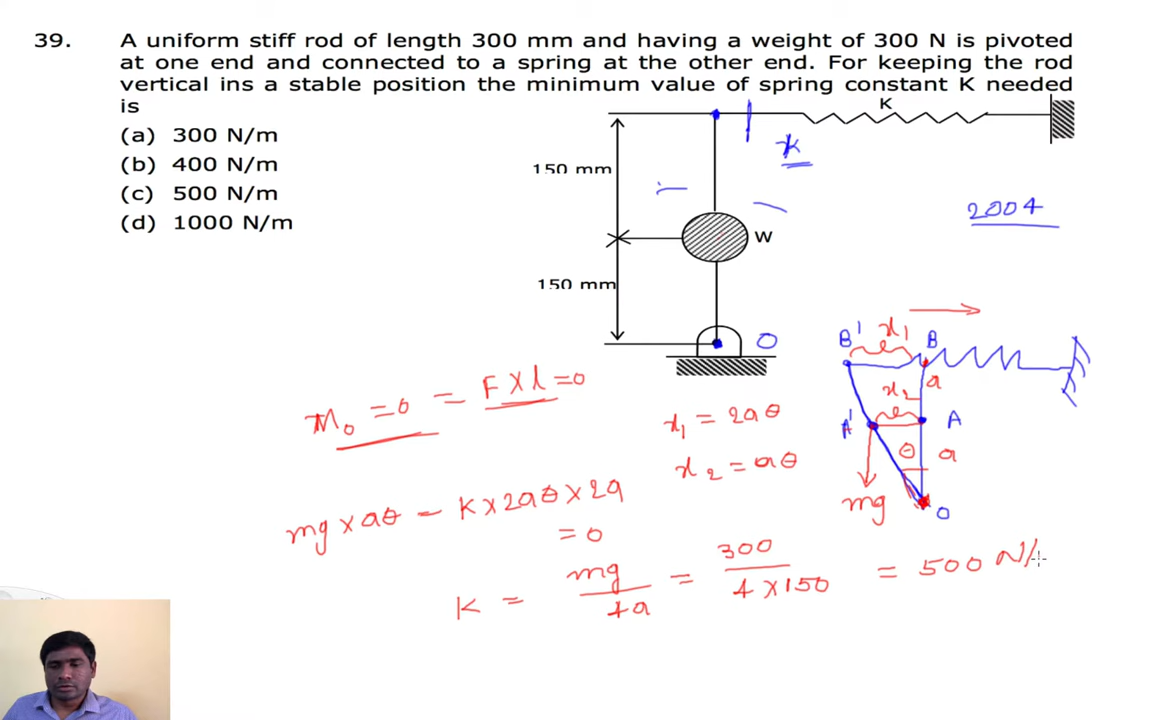 39. A uniform stiff rod of length 300 mm and having a weight of 300 N is pivoted
at one end and connected to a spring at the other end. For keeping the rod
vertical ins a stable position the minimum value of spring constant K needed
is
(a) 300 N/m
(b) 400 N/m
(c) 500 N/m
(d) 1000 N/m
K
150 mm
K
2004
W
150 mm
O
B' x₁ B
x₂ a
A' A
θ a
mg
O
M₀ = 0 = F x l = 0
x₁ = 2aθ
x₂ = aθ
mg x aθ - K x 2aθ x 2a
= 0
K = mg / 4a = 300 / 4 x 150 = 500 N/